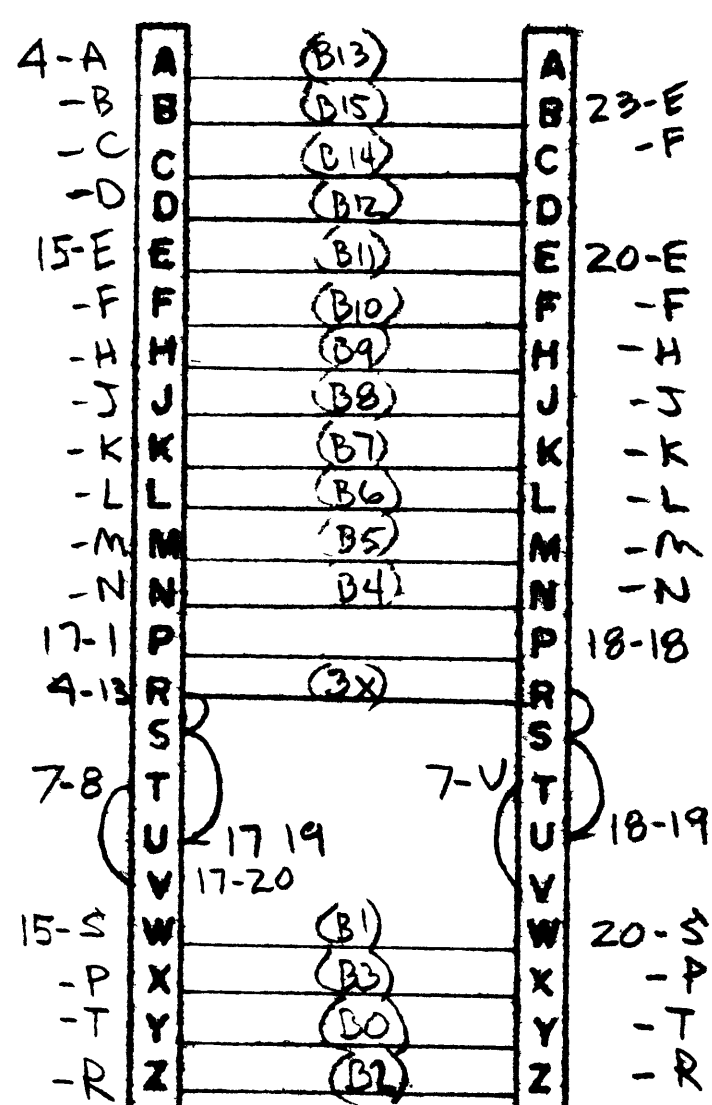 4-A A (B13) A
-B B (B15) B 23-E
-C C (B14) C -F
-D D (B12) D
15-E E (B11) E 20-E
-F F (B10) F -F
-H H (B9) H -H
-J J (B8) J -J
-K K (B7) K -K
-L L (B6) L -L
-M M (B5) M -M
-N N (B4) N -N
17-1 P P 18-18
4-13 R (3X) R
S S
7-8 T 7-U T
U 17 19 U 18-19
V 17-20 V
15-S W (B1) W 20-S
-P X (B3) X -P
-T Y (B0) Y -T
-R Z (B2) Z -R